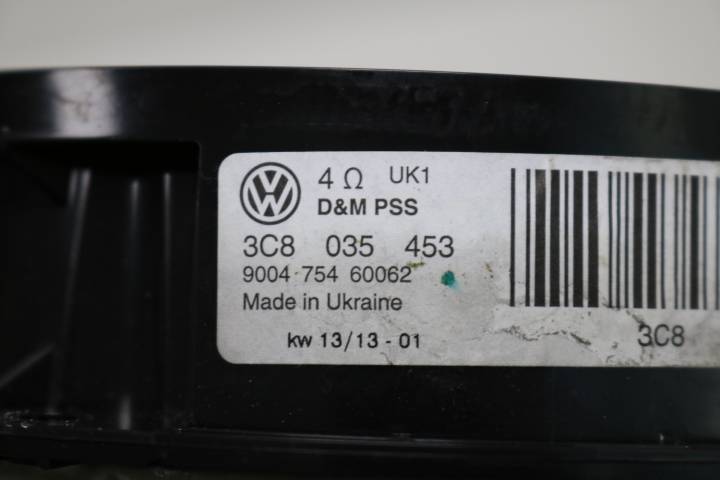 4 Ω UK1
D&M PSS
3C8 035 453
9004 754 60062
Made in Ukraine
kw 13/13 - 01
3C8